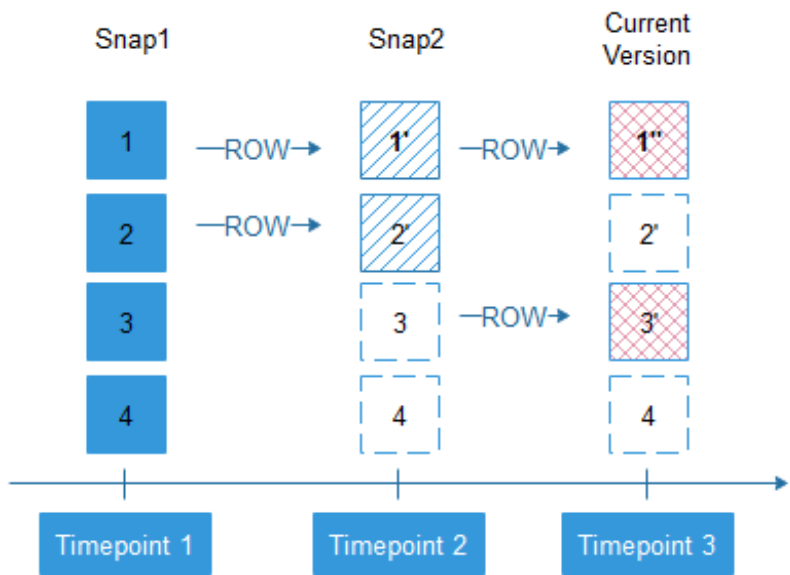 Snap1
Snap2
Current
Version
1
ROW
1'
ROW
1"
2
ROW
2'
2'
3
3
ROW
3'
4
4
4
Timepoint 1
Timepoint 2
Timepoint 3